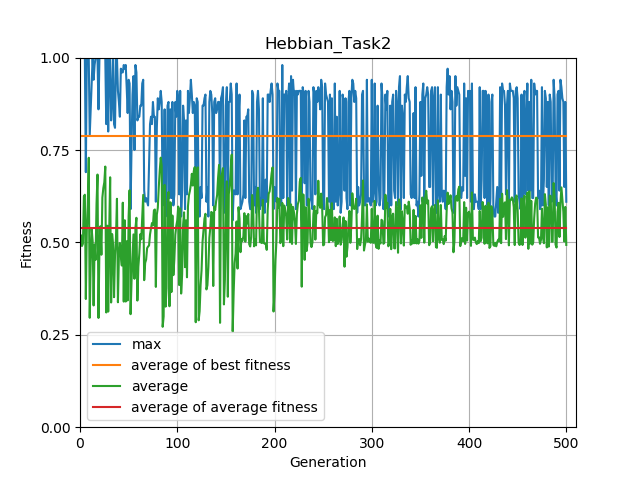 Hebbian_Task2
1.00
0.75
0.50
0.25
0.00
Fitness
max
average of best fitness
average
average of average fitness
0
100
200
300
400
500
Generation